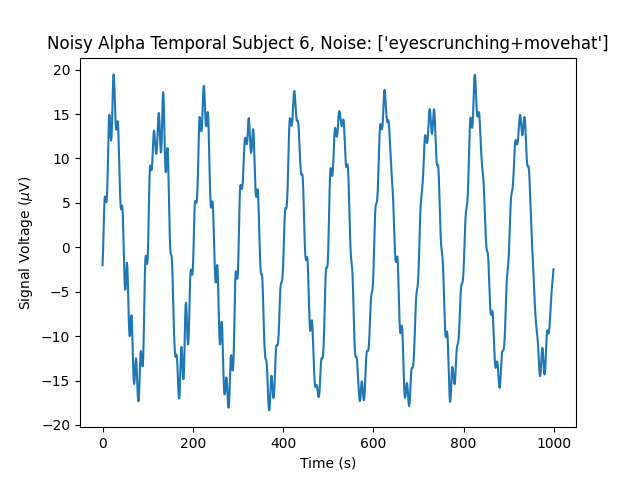 Noisy Alpha Temporal Subject 6, Noise: ['eyescrunching+movehat']
20
15
10
5
0
−5
−10
−15
−20
Signal Voltage (μV)
0 200 400 600 800 1000
Time (s)